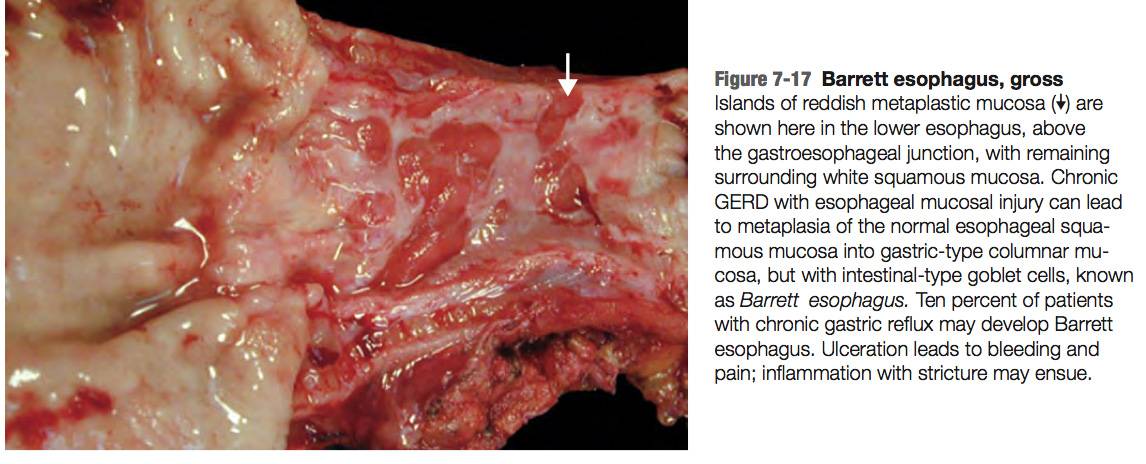 Figure 7-17 Barrett esophagus, gross
Islands of reddish metaplastic mucosa (↓) are
shown here in the lower esophagus, above
the gastroesophageal junction, with remaining
surrounding white squamous mucosa. Chronic
GERD with esophageal mucosal injury can lead
to metaplasia of the normal esophageal squa-
mous mucosa into gastric-type columnar mu-
cosa, but with intestinal-type goblet cells, known
as Barrett esophagus. Ten percent of patients
with chronic gastric reflux may develop Barrett
esophagus. Ulceration leads to bleeding and
pain; inflammation with stricture may ensue.